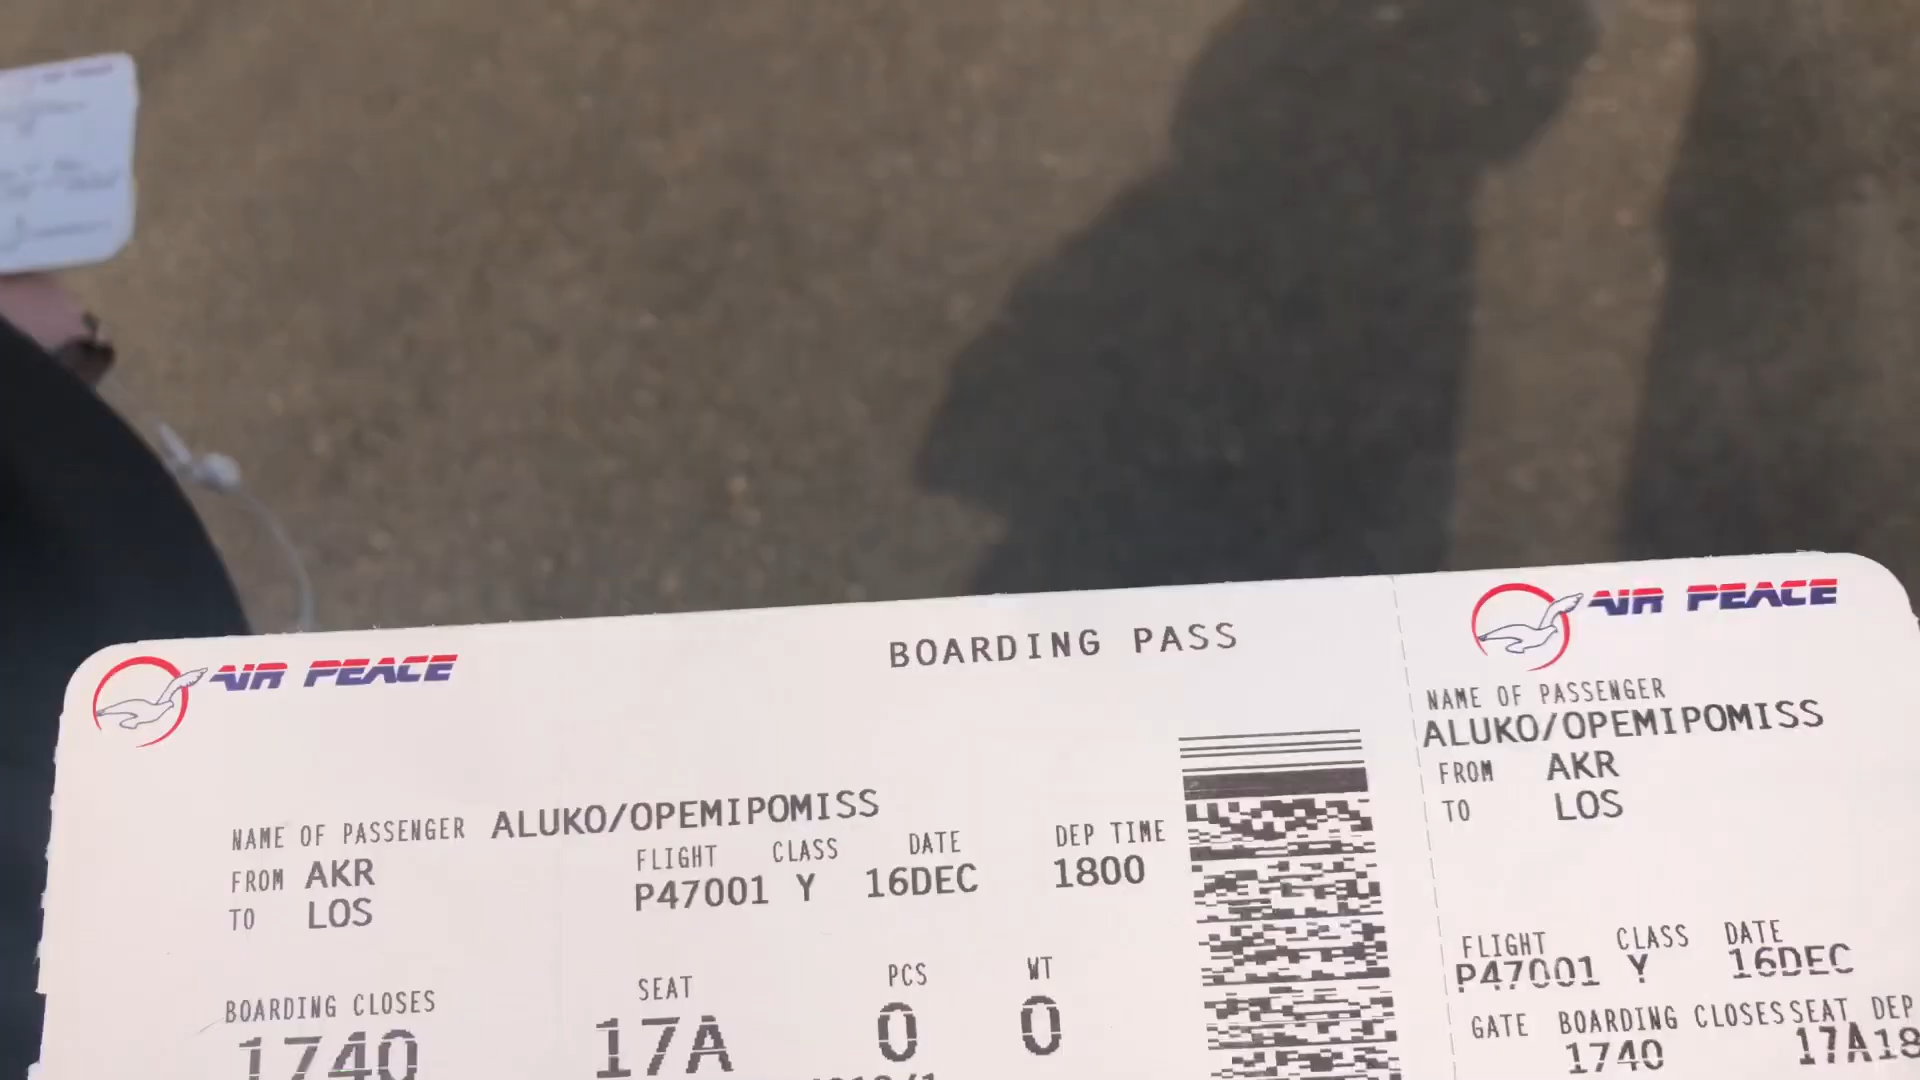 AIR PEACE
BOARDING PASS
NAME OF PASSENGER ALUKO/OPEMIPOMISS
FROM AKR
TO LOS
FLIGHT CLASS DATE DEP TIME
P47001 Y 16DEC 1800
BOARDING CLOSES SEAT PCS WT
1740 17A 0 0
AIR PEACE
NAME OF PASSENGER
ALUKO/OPEMIPOMISS
FROM AKR
TO LOS
FLIGHT CLASS DATE
P47001 Y 16DEC
GATE BOARDING CLOSES SEAT DEP
1740 17A 18